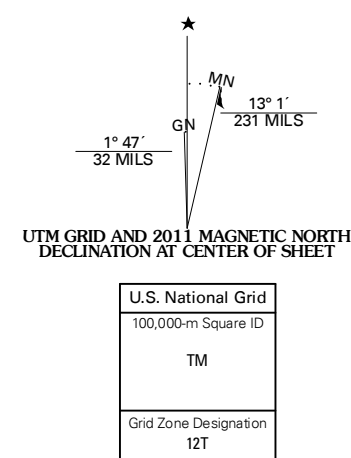 MN
13° 1´
231 MILS
GN
1° 47´
32 MILS
UTM GRID AND 2011 MAGNETIC NORTH
DECLINATION AT CENTER OF SHEET
U.S. National Grid
100,000-m Square ID
TM
Grid Zone Designation
12T